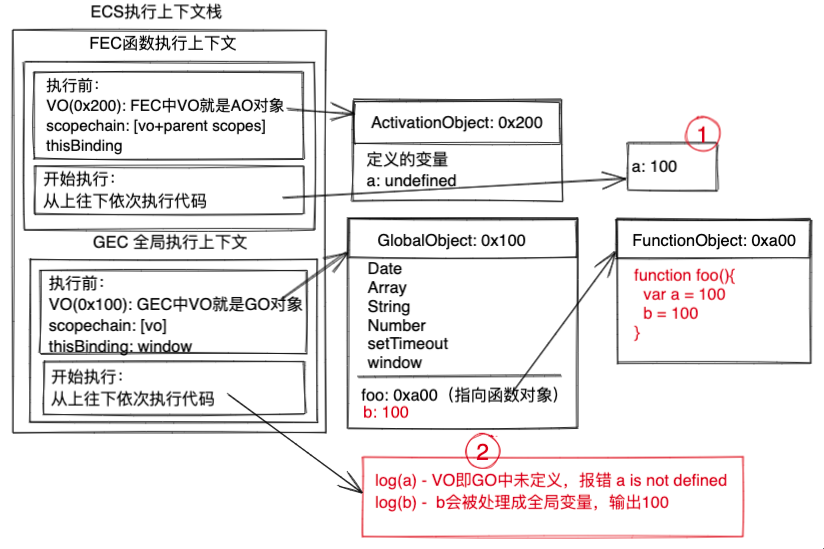 ECS执行上下文栈
FEC函数执行上下文
执行前：
VO(0x200): FEC中VO就是AO对象
scopechain: [vo+parent scopes]
thisBinding
开始执行：
从上往下依次执行代码
ActivationObject: 0x200
定义的变量
a: undefined
1
a: 100
GEC 全局执行上下文
执行前：
VO(0x100): GEC中VO就是GO对象
scopechain: [vo]
thisBinding: window
开始执行：
从上往下依次执行代码
GlobalObject: 0x100
Date
Array
String
Number
setTimeout
window
foo: 0xa00（指向函数对象）
b: 100
FunctionObject: 0xa00
function foo(){
var a = 100
b = 100
}
2
log(a) - VO即GO中未定义，报错 a is not defined
log(b) - b会被处理成全局变量，输出100